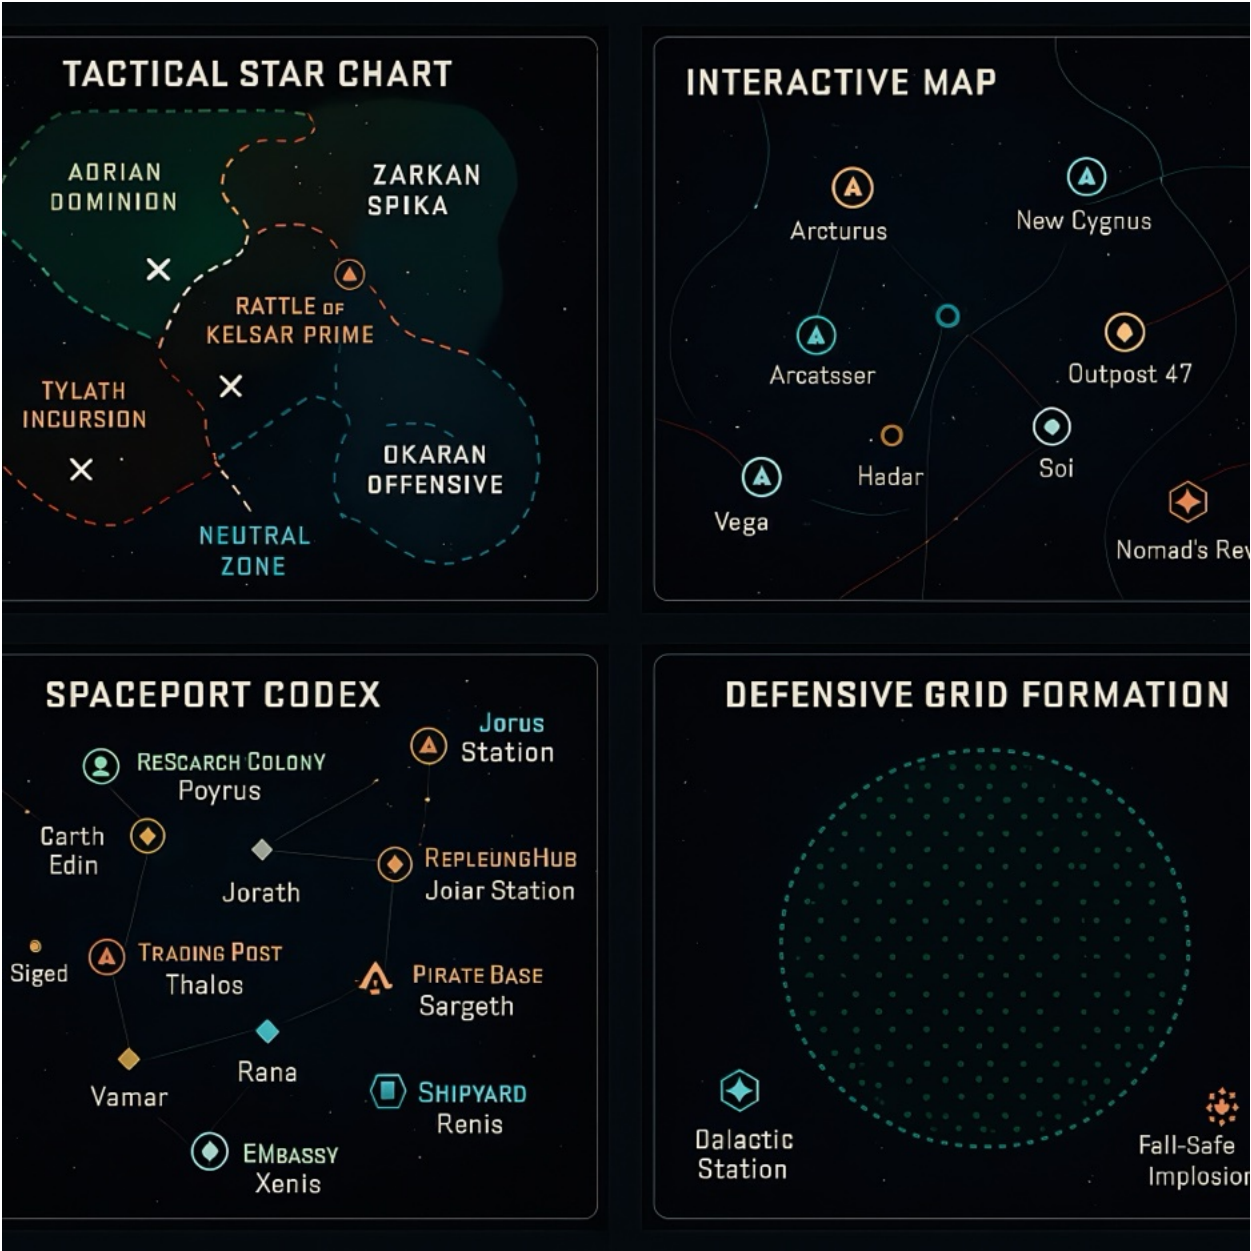 TACTICAL STAR CHART
ADRIAN
DOMINION
ZARKAN
SPIKA
RATTLE OF
KELSAR PRIME
TYLATH
INCURSION
OKARAN
OFFENSIVE
NEUTRAL
ZONE
INTERACTIVE MAP
Arcturus
New Cygnus
Arcatsser
Outpost 47
Hadar
Soi
Vega
Nomad's Rev
SPACEPORT CODEX
Jorus
Station
RESCARCH COLONY
Poyrus
Carth
Edin
Jorath
REPLEUNGHUB
Joiar Station
Siged
TRADING POST
Thalos
PIRATE BASE
Sargeth
Rana
Vamar
SHIPYARD
Renis
EMBASSY
Xenis
DEFENSIVE GRID FORMATION
Dalactic
Station
Fall-Safe
Implosion